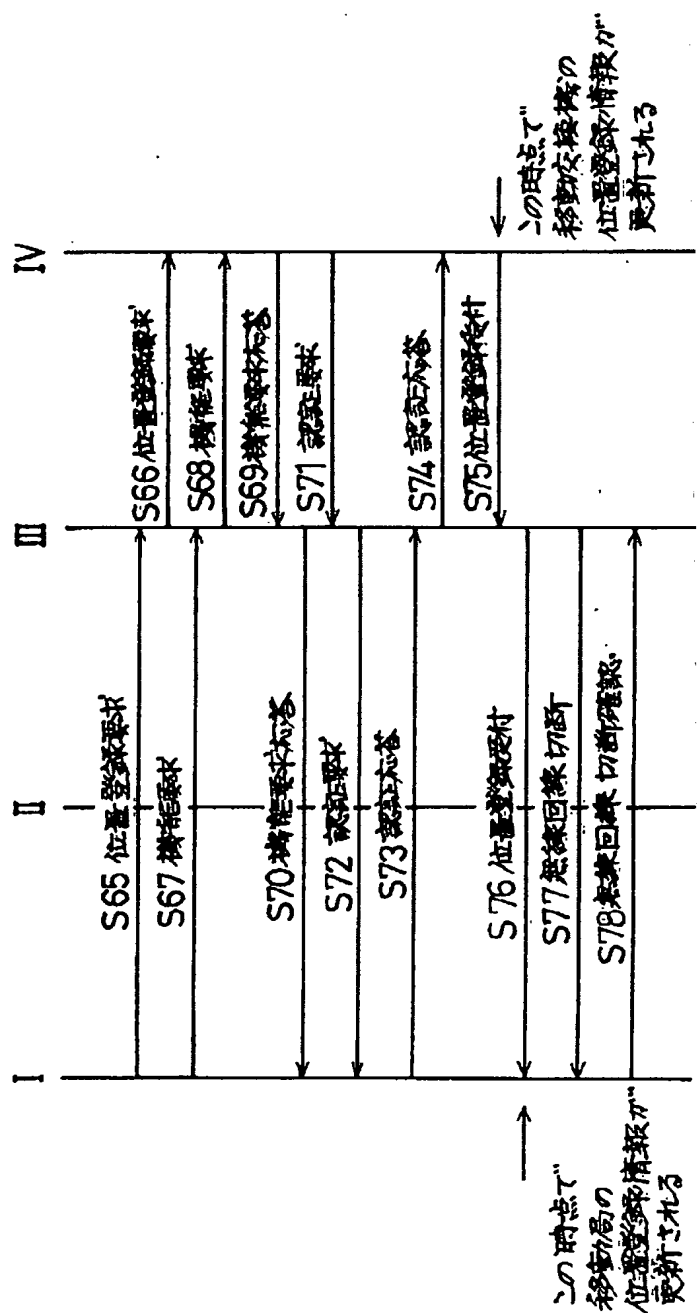 I
II
III
IV
S65 位置登録要求
S66 位置登録要求
S67 機能要求
S68 機能要求
S69 機能要求応答
S70 機能要求応答
S71 認証要求
S72 認証要求
S73 認証応答
S74 認証応答
S75 位置登録受付
S76 位置登録受付
S77 無線回線切断
S78 無線回線切断確認
この時点で
移動局の
位置登録情報が
更新される
この時点で
移動交換機の
位置登録情報が
更新される